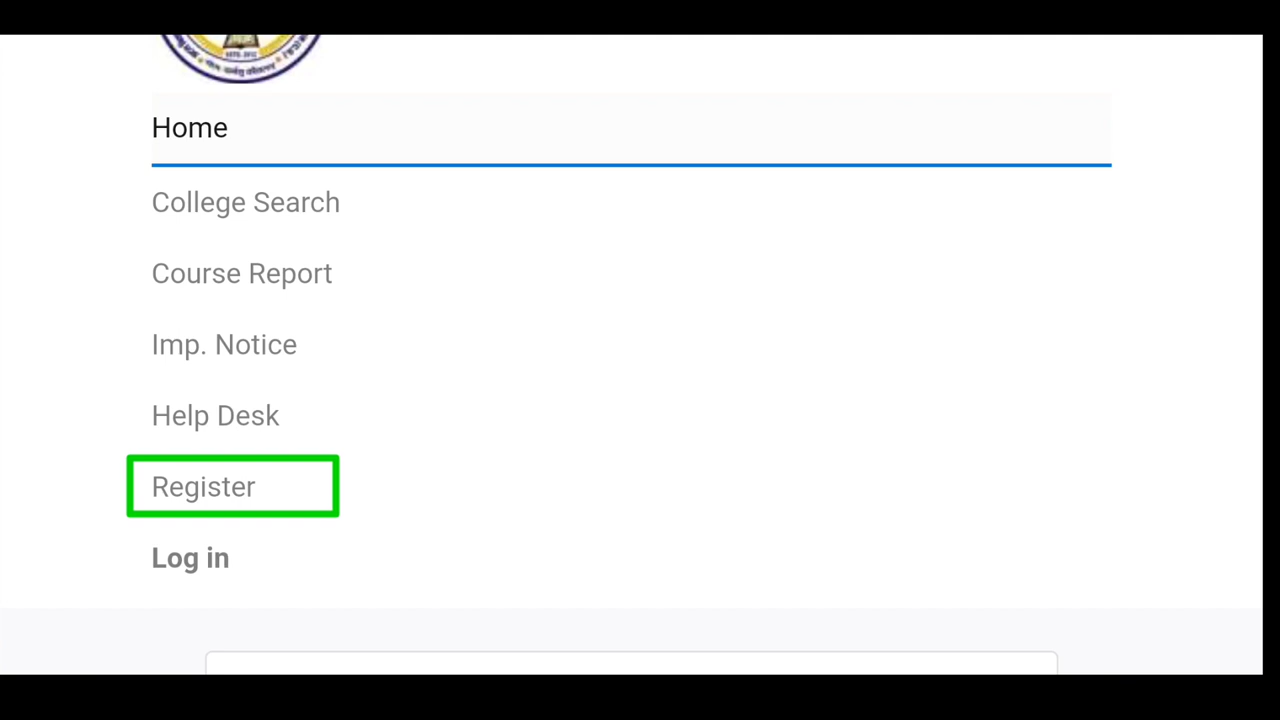 Home
College Search
Course Report
Imp. Notice
Help Desk
Register
Log in